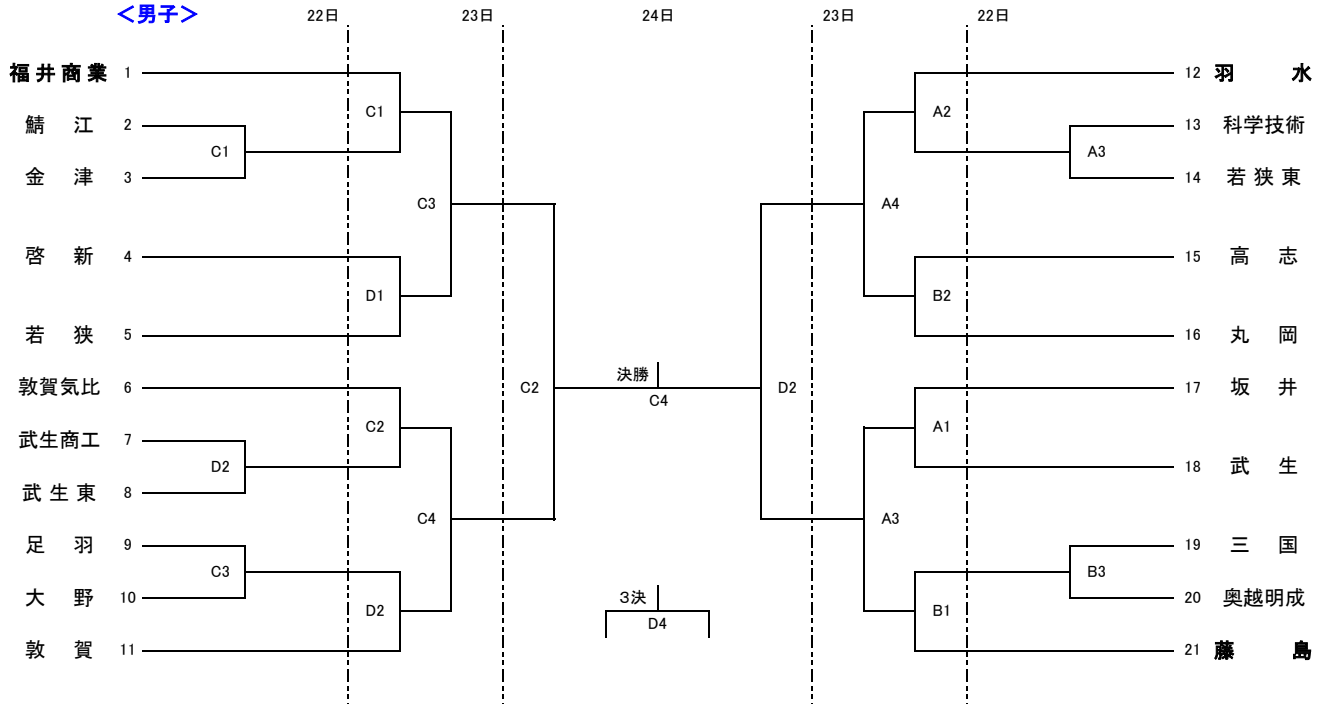 ＜男子＞ 22日 23日 24日 23日 22日
福井商業 1 12 羽 水
C1 A2
鯖 江 2 13 科学技術
C1 A3
金 津 3 14 若狭東
C3 A4
啓 新 4 15 高 志
D1 B2
若 狭 5 16 丸 岡
決勝
敦賀気比 6 C2 D2 17 坂 井
C4
C2 A1
武生商工 7
D2 18 武 生
武生東 8
C4 A3
足 羽 9 19 三 国
C3 B3
大 野 10 3決 20 奥越明成
D2 D4 B1
敦 賀 11 21 藤 島